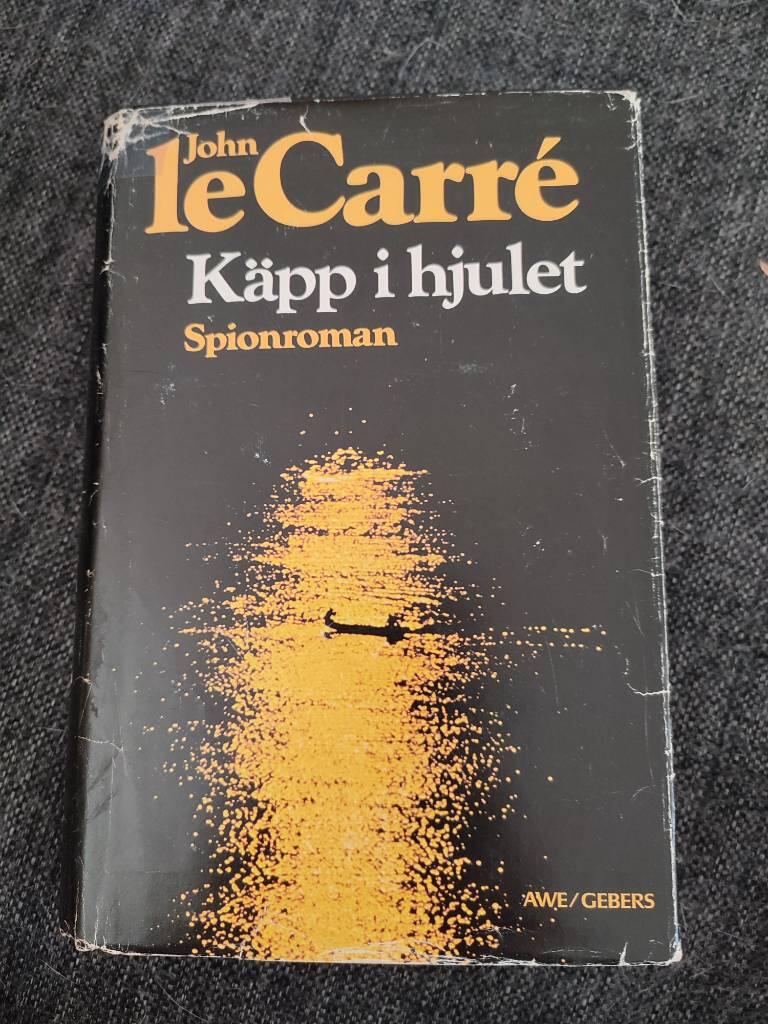 John
le Carré
Käpp i hjulet
Spionroman
AWE/GEBERS